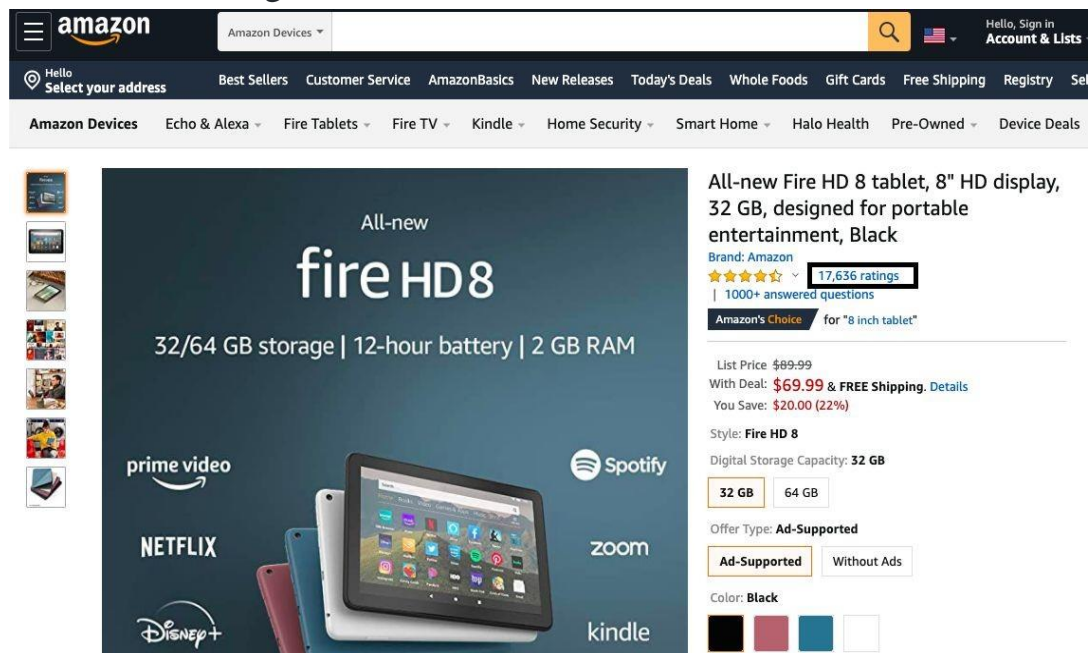 amazon
Amazon Devices
Hello, Sign in
Account & Lists
Hello
Select your address
Best Sellers Customer Service AmazonBasics New Releases Today's Deals Whole Foods Gift Cards Free Shipping Registry
Amazon Devices Echo & Alexa Fire Tablets Fire TV Kindle Home Security Smart Home Halo Health Pre-Owned Device Deals
All-new
fire HD 8
32/64 GB storage | 12-hour battery | 2 GB RAM
prime video
Spotify
NETFLIX
zoom
Disney+
kindle
All-new Fire HD 8 tablet, 8" HD display,
32 GB, designed for portable
entertainment, Black
Brand: Amazon
17,636 ratings
| 1000+ answered questions
Amazon's Choice for "8 inch tablet"
List Price $89.99
With Deal: $69.99 & FREE Shipping. Details
You Save: $20.00 (22%)
Style: Fire HD 8
Digital Storage Capacity: 32 GB
32 GB 64 GB
Offer Type: Ad-Supported
Ad-Supported Without Ads
Color: Black